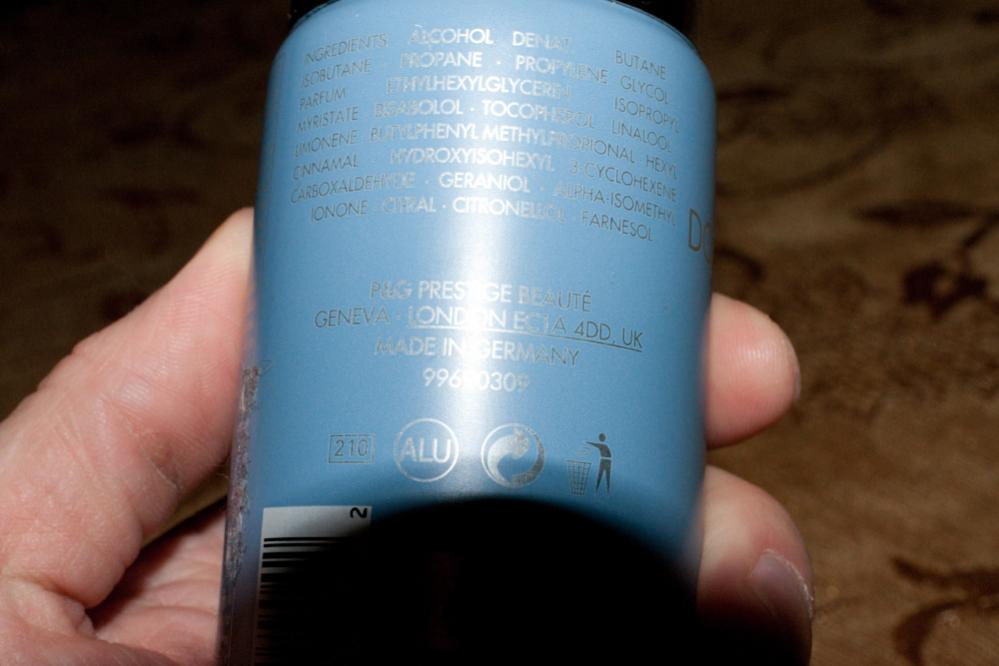 INGREDIENTS ALCOHOL DENAT. BUTANE
ISOBUTANE · PROPANE · PROPYLENE GLYCOL
PARFUM ETHYLHEXYLGLYCERIN ISOPROPYL
MYRISTATE · BISABOLOL · TOCOPHEROL · LINALOOL
LIMONENE · BUTYLPHENYL METHYLPROPIONAL HEXYL
CINNAMAL HYDROXYISOHEXYL 3-CYCLOHEXENE
CARBOXALDEHYDE · GERANIOL · ALPHA-ISOMETHYL
IONONE · CITRAL · CITRONELLOL · FARNESOL
P&G PRESTIGE BEAUTÉ
GENEVA · LONDON EC1A 4DD, UK
MADE IN GERMANY
210 ALU
2